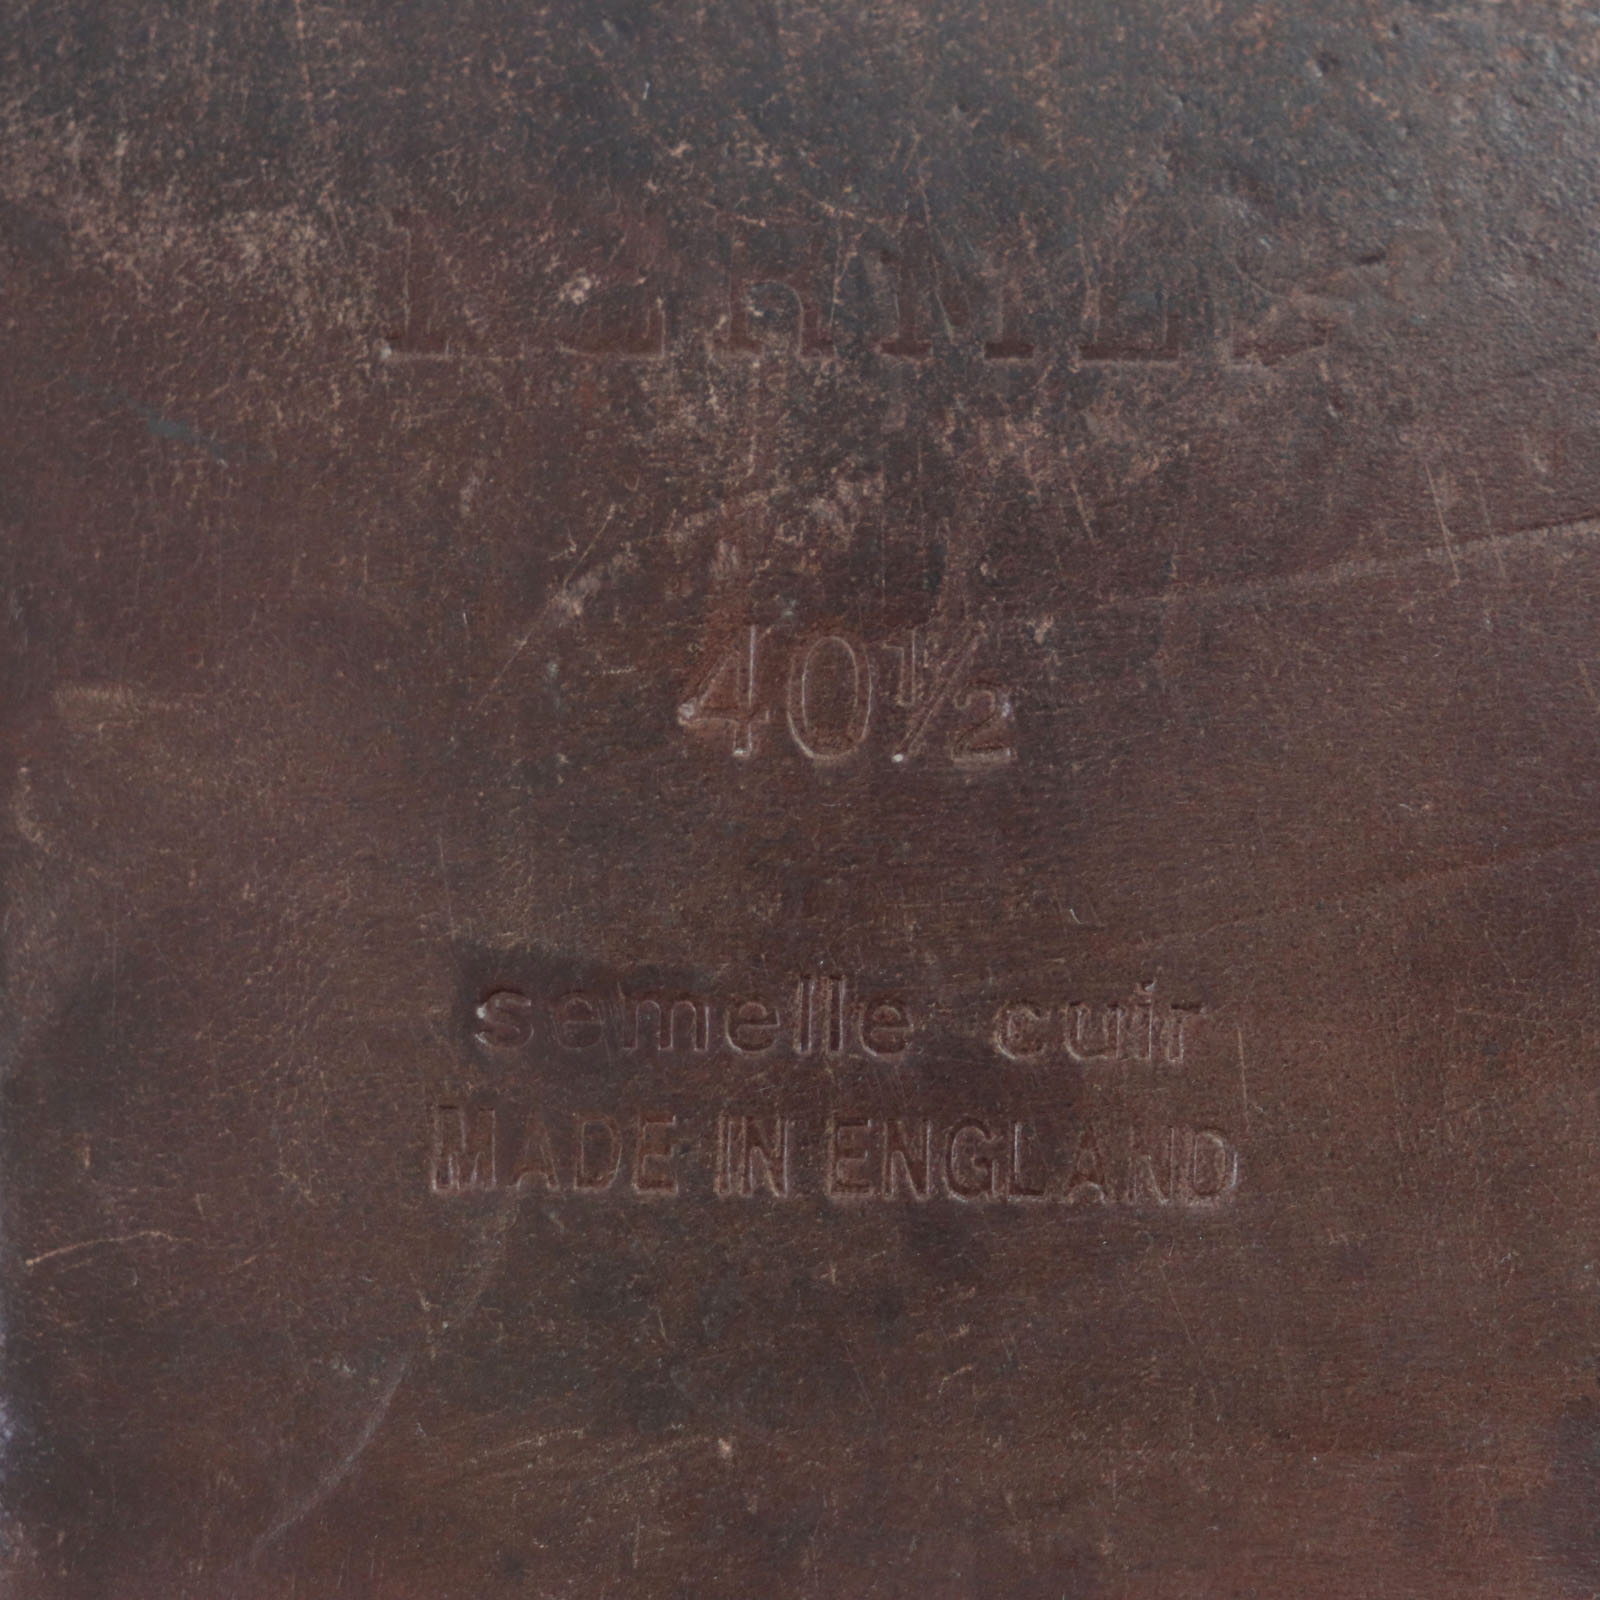 40½
semelle cuir
MADE IN ENGLAND